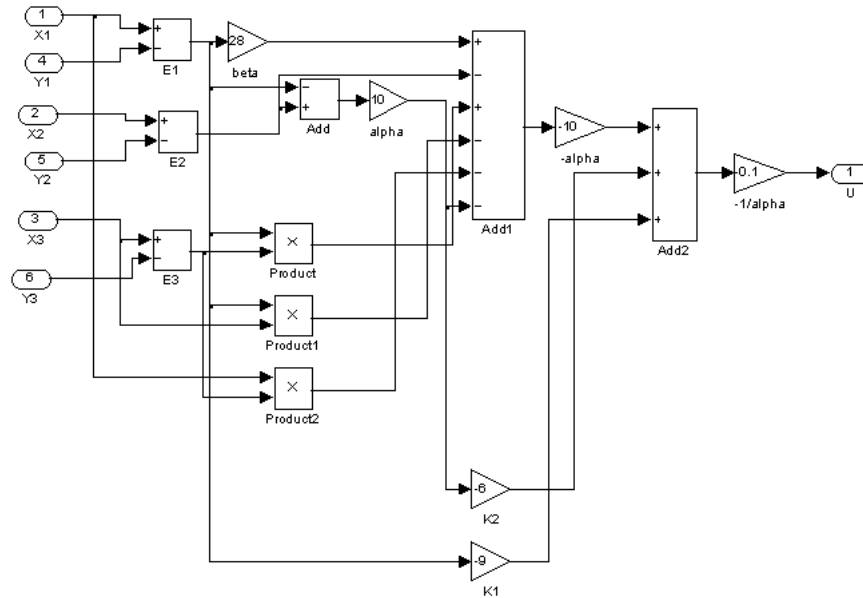 1
X1
4
Y1
2
X2
5
Y2
3
X3
6
Y3
+
−
E1
+
−
E2
+
−
E3
28
beta
−
+
Add
10
alpha
×
Product
×
Product1
×
Product2
+
−
+
−
−
−
Add1
-10
-alpha
-6
K2
-9
K1
+
+
+
Add2
-0.1
-1/alpha
1
U